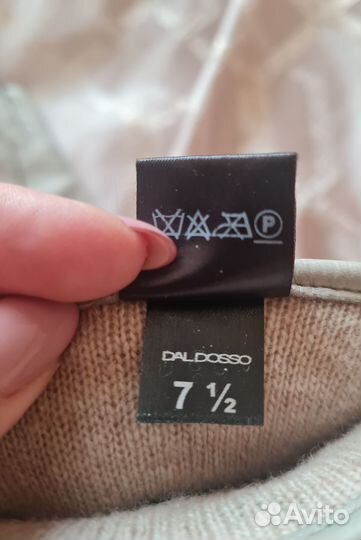 P
DAL DOSSO
7 ½
Avito